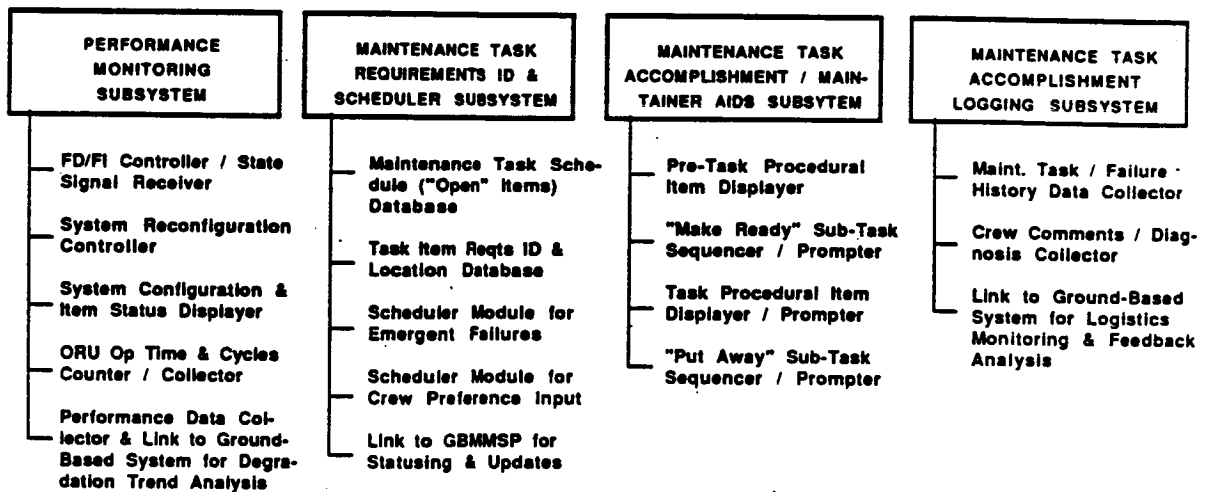 PERFORMANCE
MONITORING
SUBSYSTEM
FD/FI Controller / State
Signal Receiver
System Reconfiguration
Controller
System Configuration &
Item Status Displayer
ORU Op Time & Cycles
Counter / Collector
Performance Data Col-
lector & Link to Ground-
Based System for Degra-
dation Trend Analysis
MAINTENANCE TASK
REQUIREMENTS ID &
SCHEDULER SUBSYSTEM
Maintenance Task Sche-
dule ("Open" Items)
Database
Task Item Reqts ID &
Location Database
Scheduler Module for
Emergent Failures
Scheduler Module for
Crew Preference Input
Link to GBMMSP for
Statusing & Updates
MAINTENANCE TASK
ACCOMPLISHMENT / MAIN-
TAINER AIDS SUBSYTEM
Pre-Task Procedural
Item Displayer
"Make Ready" Sub-Task
Sequencer / Prompter
Task Procedural Item
Displayer / Prompter
"Put Away" Sub-Task
Sequencer / Prompter
MAINTENANCE TASK
ACCOMPLISHMENT
LOGGING SUBSYSTEM
Maint. Task / Failure
History Data Collector
Crew Comments / Diag-
nosis Collector
Link to Ground-Based
System for Logistics
Monitoring & Feedback
Analysis